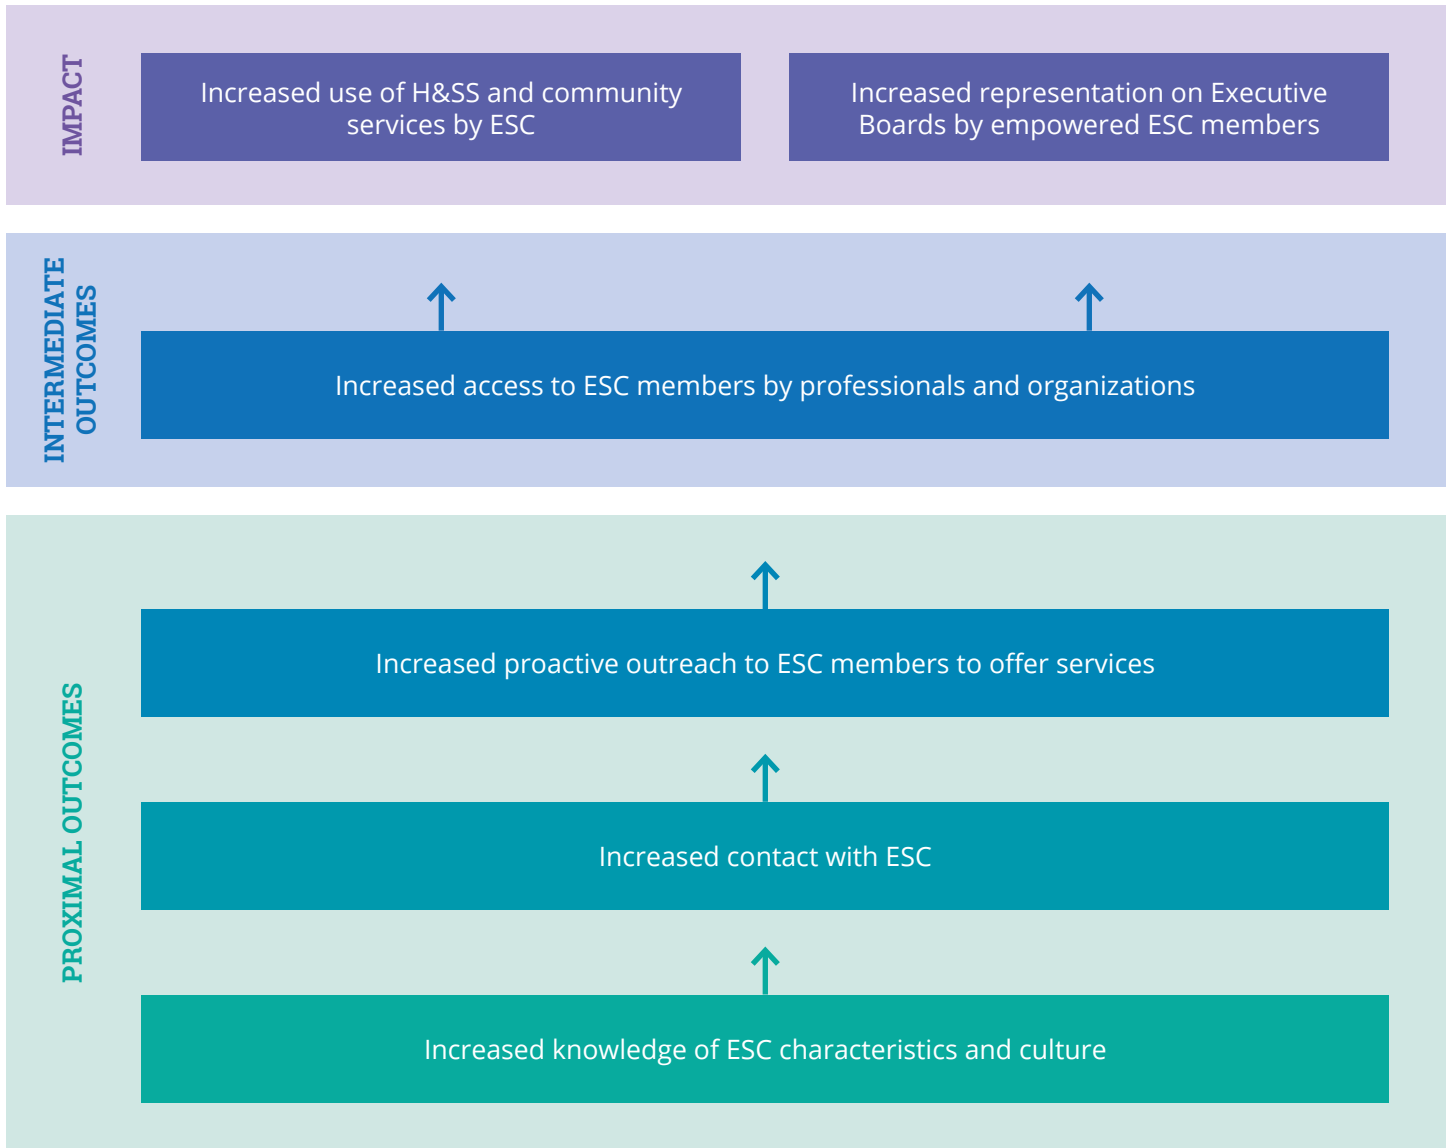 IMPACT
Increased use of H&SS and community
services by ESC
Increased representation on Executive
Boards by empowered ESC members
INTERMEDIATE
OUTCOMES
Increased access to ESC members by professionals and organizations
PROXIMAL OUTCOMES
Increased proactive outreach to ESC members to offer services
Increased contact with ESC
Increased knowledge of ESC characteristics and culture